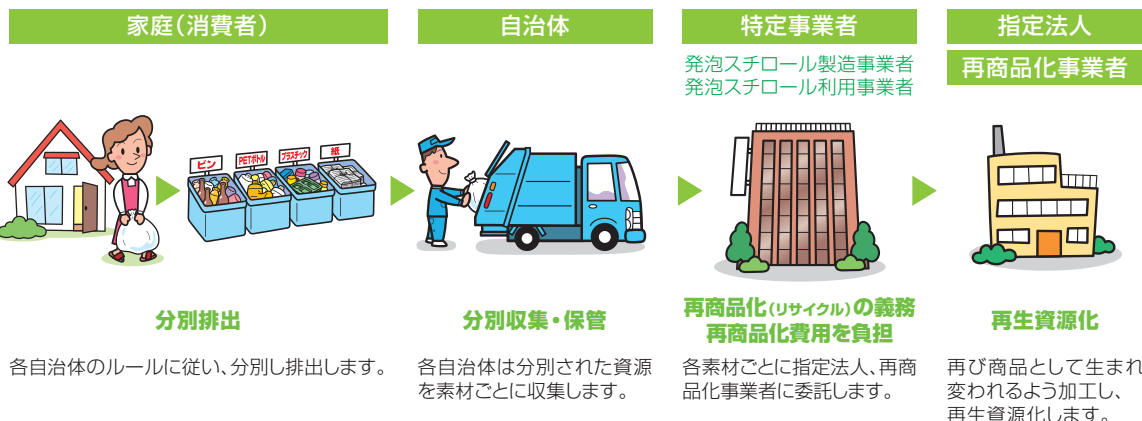 家庭(消費者)
自治体
特定事業者
指定法人
再商品化事業者
発泡スチロール製造事業者
発泡スチロール利用事業者
ビン
PETボトル
プラスチック
紙
分別排出
分別収集・保管
再商品化(リサイクル)の義務
再商品化費用を負担
再生資源化
各自治体のルールに従い、分別し排出します。
各自治体は分別された資源
を素材ごとに収集します。
各素材ごとに指定法人、再商
品化事業者に委託します。
再び商品として生まれ
変われるよう加工し、
再生資源化します。